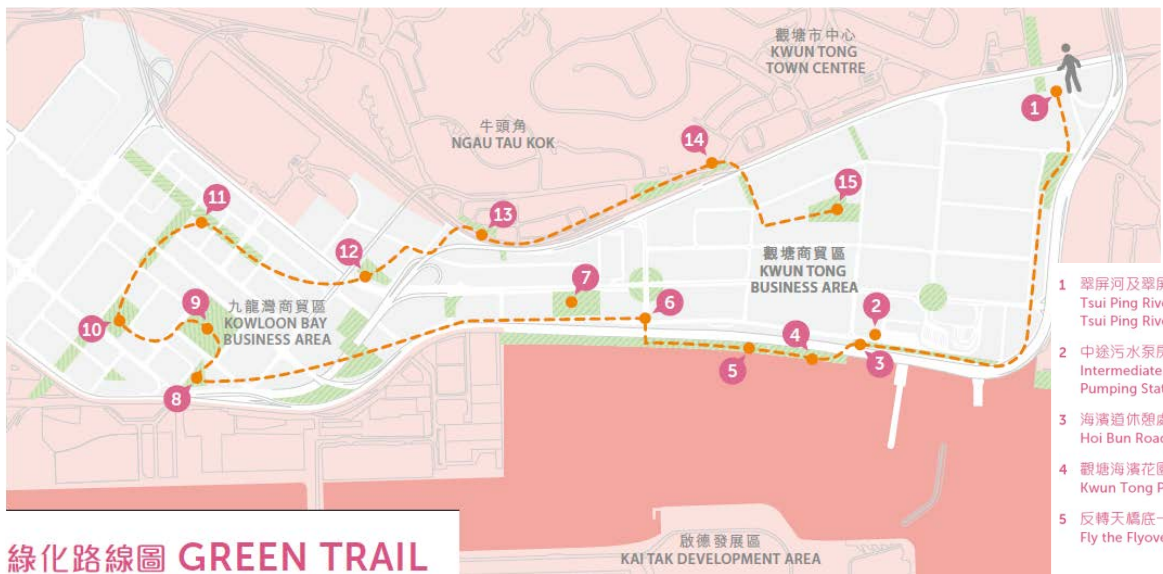 觀塘市中心
KWUN TONG
TOWN CENTRE
1
牛頭角
NGAU TAU KOK
14
15
11
13
12
觀塘商貿區
KWUN TONG
BUSINESS AREA
7
九龍灣商貿區
KOWLOON BAY
BUSINESS AREA
9
10
6
2
4
3
5
8
1 翠屏河及翠屏
Tsui Ping Rive
Tsui Ping Rive
2 中途污水泵房
Intermediate
Pumping Stat
3 海濱道休憩處
Hoi Bun Road
4 觀塘海濱花園
Kwun Tong P
5 反轉天橋底一
Fly the Flyove
啟德發展區
KAI TAK DEVELOPMENT AREA
綠化路線圖 GREEN TRAIL